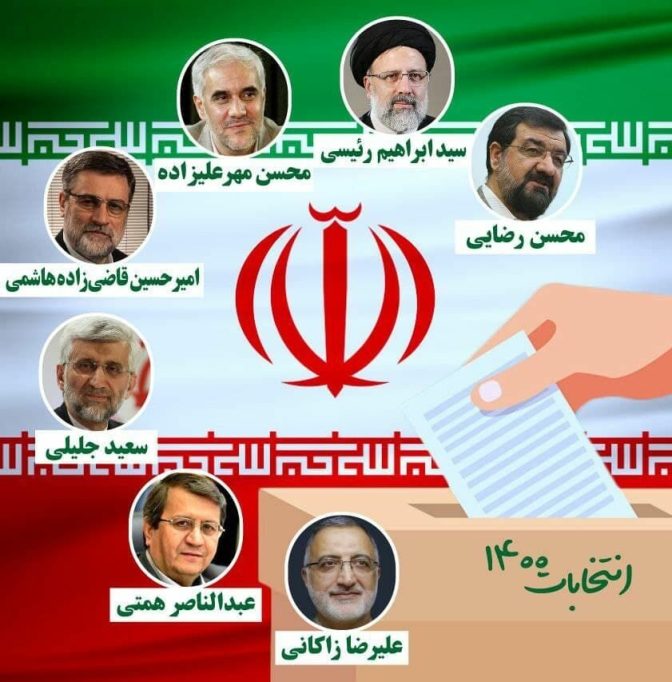 سید ابراهیم رئیسی
محسن مهرعلیزاده
محسن رضایی
امیرحسین قاضی‌زاده‌هاشمی
سعید جلیلی
عبدالناصر همتی
علیرضا زاکانی
انتخابات ۱۴۰۰